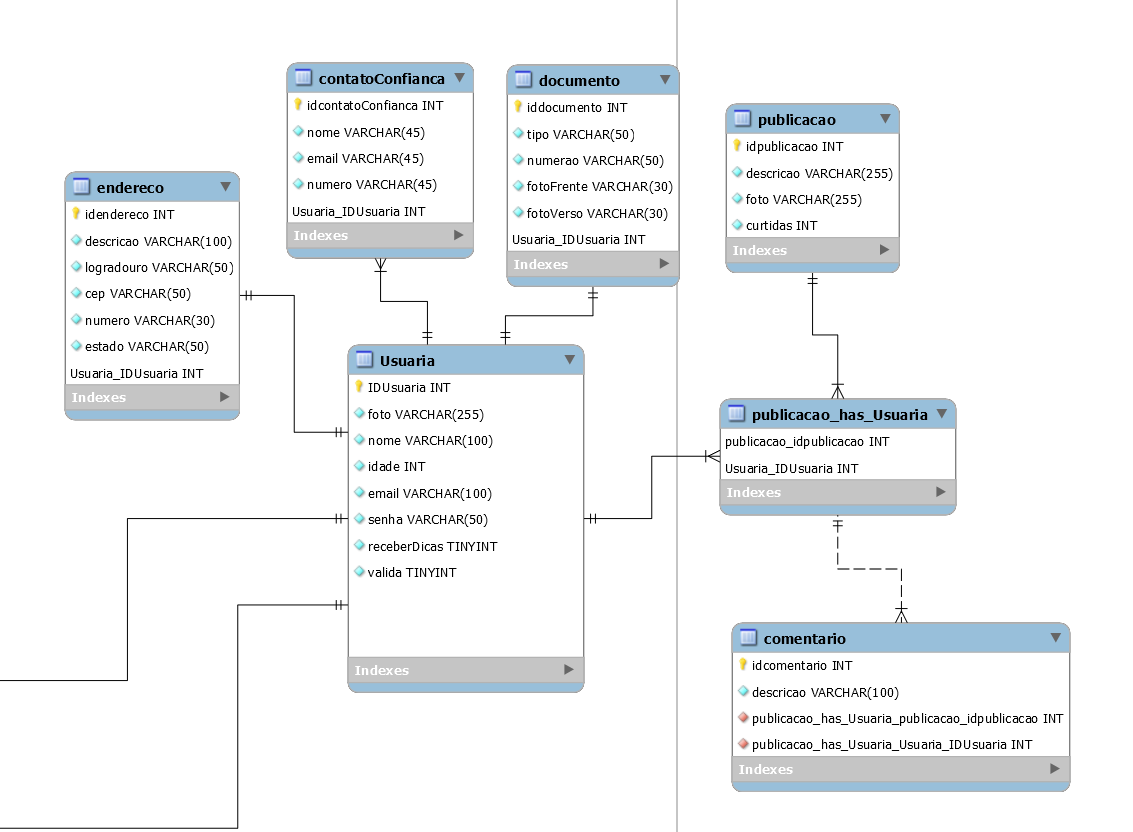 contatoConfianca
idcontatoConfianca INT
nome VARCHAR(45)
email VARCHAR(45)
numero VARCHAR(45)
Usuaria_IDUsuaria INT
Indexes
documento
iddocumento INT
tipo VARCHAR(50)
numerao VARCHAR(50)
fotoFrente VARCHAR(30)
fotoVerso VARCHAR(30)
Usuaria_IDUsuaria INT
Indexes
publicacao
idpublicacao INT
descricao VARCHAR(255)
foto VARCHAR(255)
curtidas INT
Indexes
endereco
idendereco INT
descricao VARCHAR(100)
logradouro VARCHAR(50)
cep VARCHAR(50)
numero VARCHAR(30)
estado VARCHAR(50)
Usuaria_IDUsuaria INT
Indexes
Usuaria
IDUsuaria INT
foto VARCHAR(255)
nome VARCHAR(100)
idade INT
email VARCHAR(100)
senha VARCHAR(50)
receberDicas TINYINT
valida TINYINT
Indexes
publicacao_has_Usuaria
publicacao_idpublicacao INT
Usuaria_IDUsuaria INT
Indexes
comentario
idcomentario INT
descricao VARCHAR(100)
publicacao_has_Usuaria_publicacao_idpublicacao INT
publicacao_has_Usuaria_Usuaria_IDUsuaria INT
Indexes